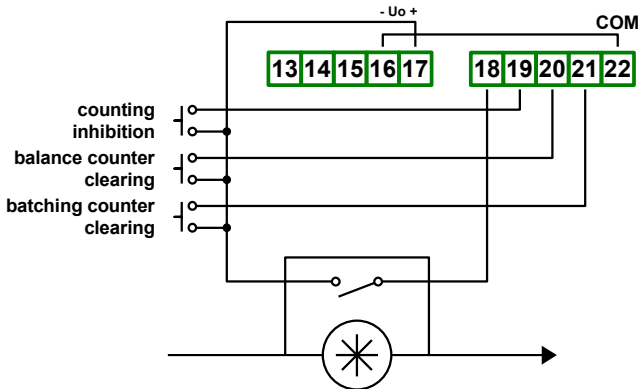 - Uo +
COM
13 14 15 16 17
18 19 20 21 22
counting
inhibition
balance counter
clearing
batching counter
clearing